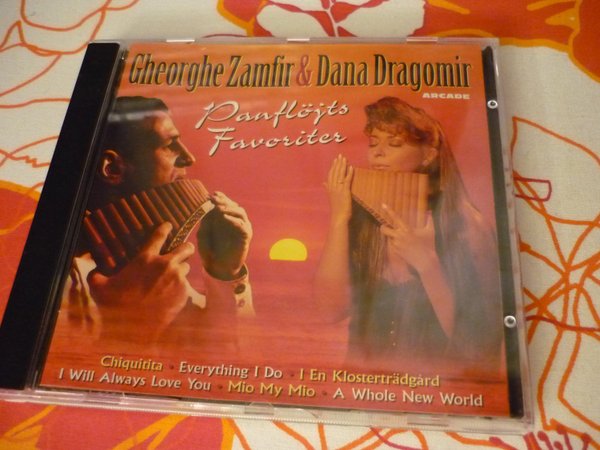 Gheorghe Zamfir & Dana Dragomir
ARCADE
Panflöjts
Favoriter
Chiquitita · Everything I Do · I En Klosterträdgård
I Will Always Love You · Mio My Mio · A Whole New World